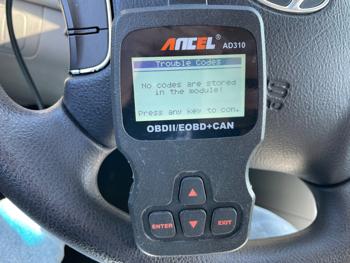 ANCEL
AD310
Trouble Codes
No codes are stored
in the module!
Press any key to con.
OBDII/EOBD+CAN
ENTER
EXIT